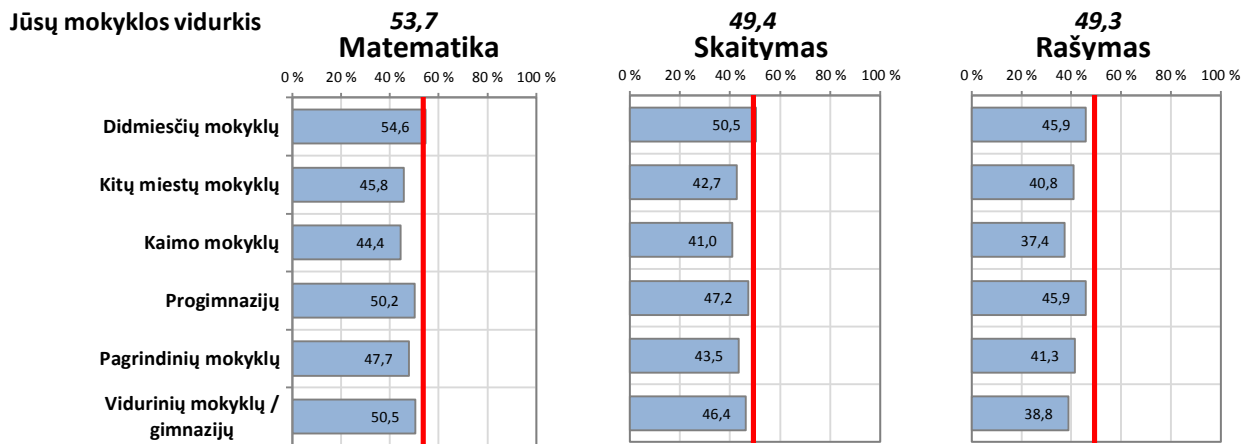 Jūsų mokyklos vidurkis 53,7 49,4 49,3
Matematika Skaitymas Rašymas
0 % 20 % 40 % 60 % 80 % 100 % 0 % 20 % 40 % 60 % 80 % 100 % 0 % 20 % 40 % 60 % 80 % 100 %
Didmiesčių mokyklų 54,6 50,5 45,9
Kitų miestų mokyklų 45,8 42,7 40,8
Kaimo mokyklų 44,4 41,0 37,4
Progimnazijų 50,2 47,2 45,9
Pagrindinių mokyklų 47,7 43,5 41,3
Vidurinių mokyklų /
gimnazijų 50,5 46,4 38,8